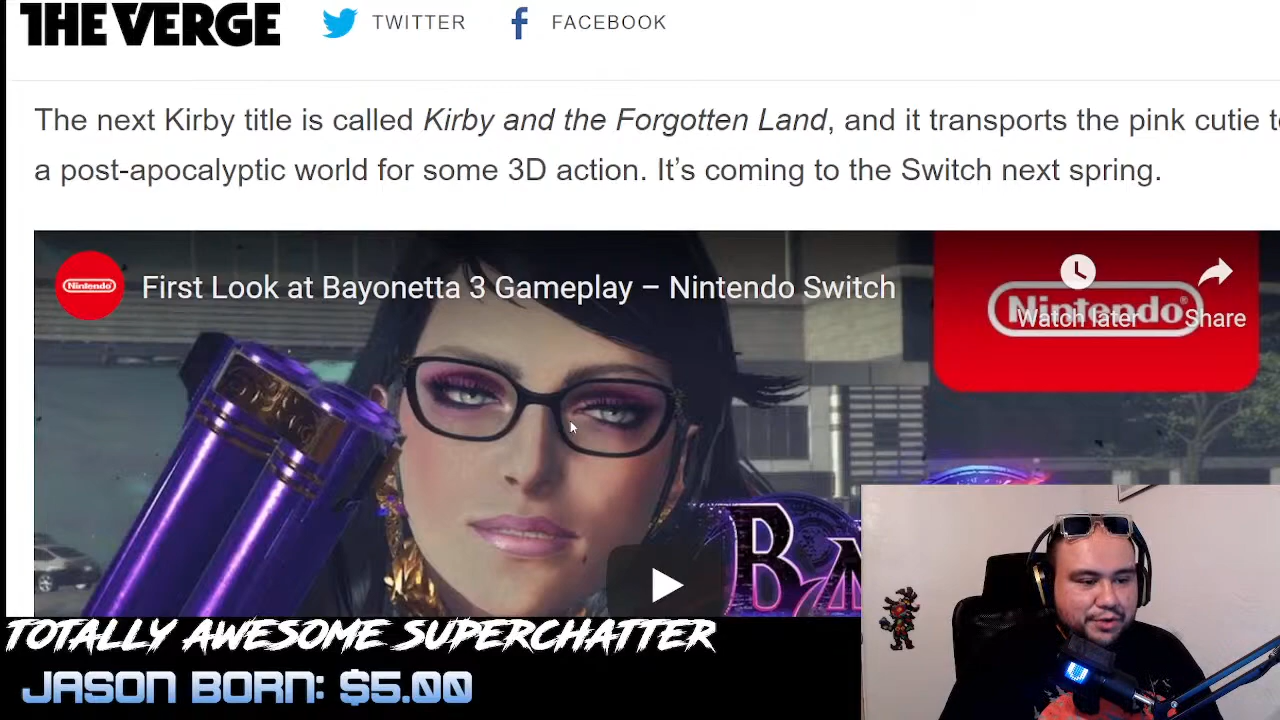 THE VERGE
TWITTER
FACEBOOK
The next Kirby title is called Kirby and the Forgotten Land, and it transports the pink cutie
a post-apocalyptic world for some 3D action. It's coming to the Switch next spring.
Nintendo
First Look at Bayonetta 3 Gameplay – Nintendo Switch
Nintendo
Watch later
Share
TOTALLY AWESOME SUPERCHATTER
JASON BORN: $5.00